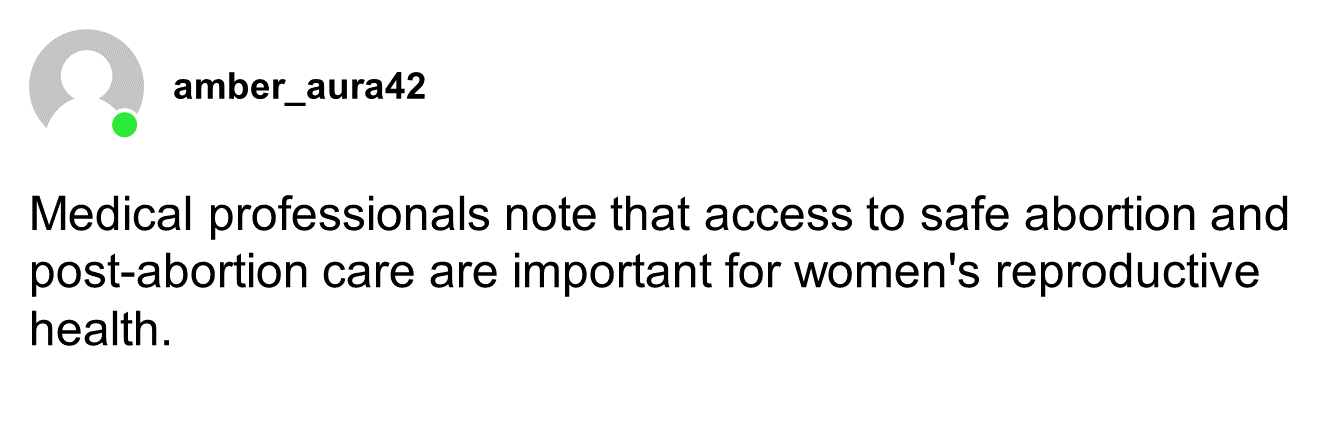 amber_aura42
Medical professionals note that access to safe abortion and
post-abortion care are important for women's reproductive
health.